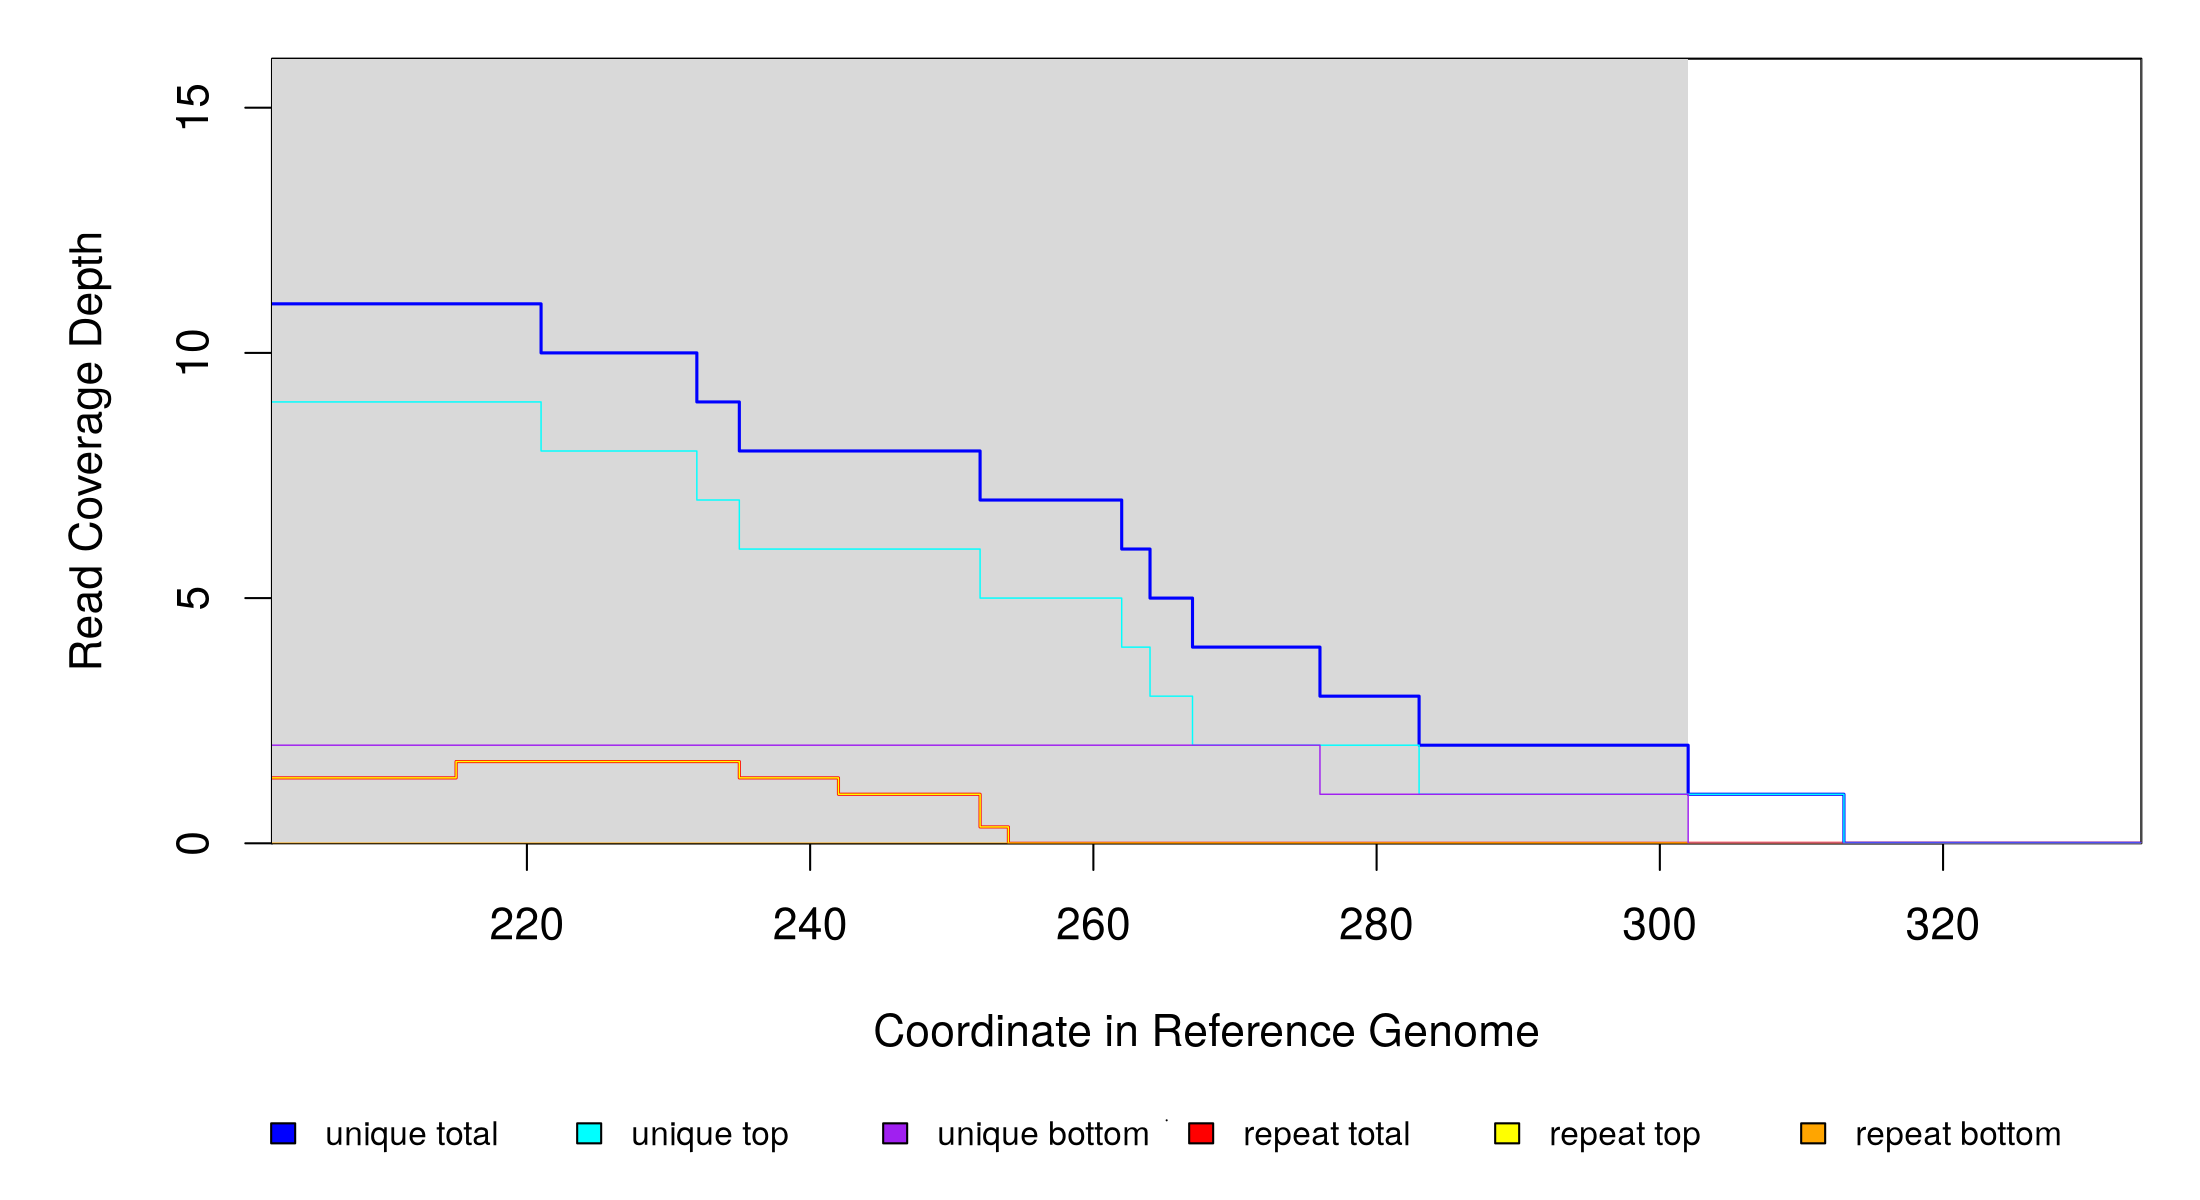 Read Coverage Depth
15
10
5
0
220 240 260 280 300 320
Coordinate in Reference Genome
unique total unique top unique bottom repeat total repeat top repeat bottom